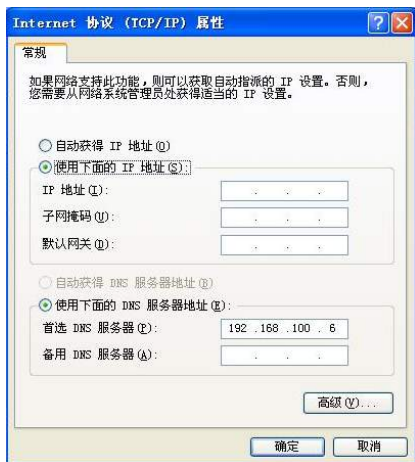 Internet 协议 (TCP/IP) 属性
常规
如果网络支持此功能，则可以获取自动指派的 IP 设置。否则，
您需要从网络系统管理员处获得适当的 IP 设置。
自动获得 IP 地址(O)
使用下面的 IP 地址(S):
IP 地址(I):
子网掩码(U):
默认网关(D):
自动获得 DNS 服务器地址(B)
使用下面的 DNS 服务器地址(E):
首选 DNS 服务器(P): 192 .168 .100 . 6
备用 DNS 服务器(A):
高级(V)...
确定 取消